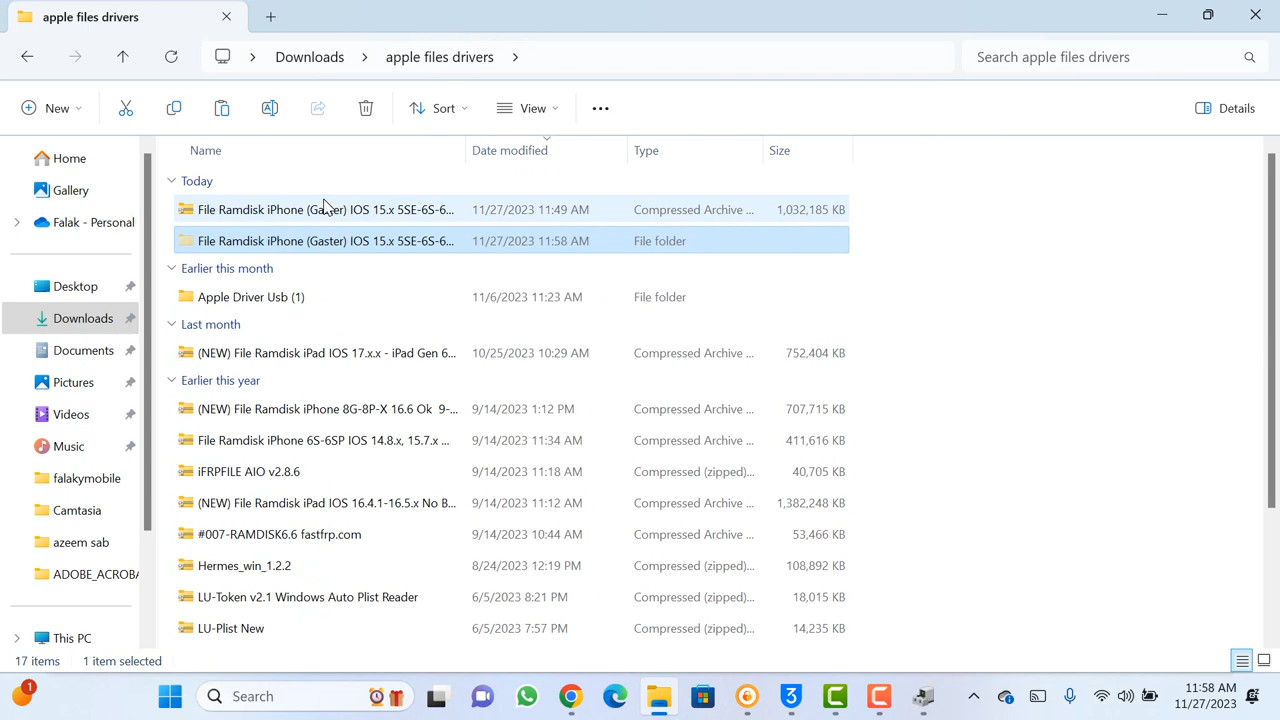 apple files drivers
Downloads apple files drivers
Search apple files drivers
New Sort View Details
Name Date modified Type Size
Home
Gallery
Falak - Personal
Desktop
Downloads
Documents
Pictures
Videos
Music
falakymobile
Camtasia
azeem sab
ADOBE_ACROBA
This PC
Today
File Ramdisk iPhone (Gaster) IOS 15.x 5SE-6S-6... 11/27/2023 11:49 AM Compressed Archive ... 1,032,185 KB
File Ramdisk iPhone (Gaster) IOS 15.x 5SE-6S-6... 11/27/2023 11:58 AM File folder
Earlier this month
Apple Driver Usb (1) 11/6/2023 11:23 AM File folder
Last month
(NEW) File Ramdisk iPad IOS 17.x.x - iPad Gen 6... 10/25/2023 10:29 AM Compressed Archive ... 752,404 KB
Earlier this year
(NEW) File Ramdisk iPhone 8G-8P-X 16.6 Ok 9-... 9/14/2023 1:12 PM Compressed Archive ... 707,715 KB
File Ramdisk iPhone 6S-6SP IOS 14.8.x, 15.7.x ... 9/14/2023 11:34 AM Compressed Archive ... 411,616 KB
iFRPFILE AIO v2.8.6 9/14/2023 11:18 AM Compressed (zipped)... 40,705 KB
(NEW) File Ramdisk iPad IOS 16.4.1-16.5.x No B... 9/14/2023 11:12 AM Compressed Archive ... 1,382,248 KB
#007-RAMDISK6.6 fastfrp.com 9/14/2023 10:44 AM Compressed Archive ... 53,466 KB
Hermes_win_1.2.2 8/24/2023 12:19 PM Compressed (zipped)... 108,892 KB
LU-Token v2.1 Windows Auto Plist Reader 6/5/2023 8:21 PM Compressed (zipped)... 18,015 KB
LU-Plist New 6/5/2023 7:57 PM Compressed (zipped)... 14,235 KB
17 items 1 item selected
1
Search
3
11:58 AM
11/27/2023